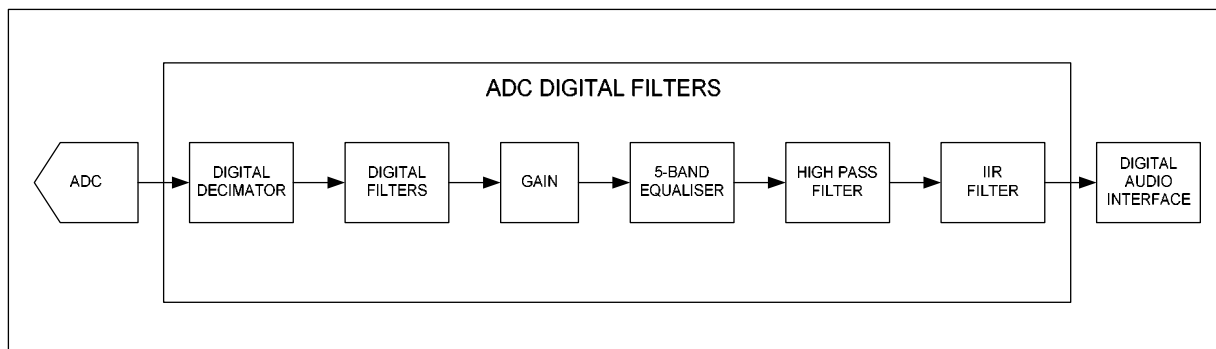 ADC DIGITAL FILTERS
ADC
DIGITAL
DECIMATOR
DIGITAL
FILTERS
GAIN
5-BAND
EQUALISER
HIGH PASS
FILTER
IIR
FILTER
DIGITAL
AUDIO
INTERFACE